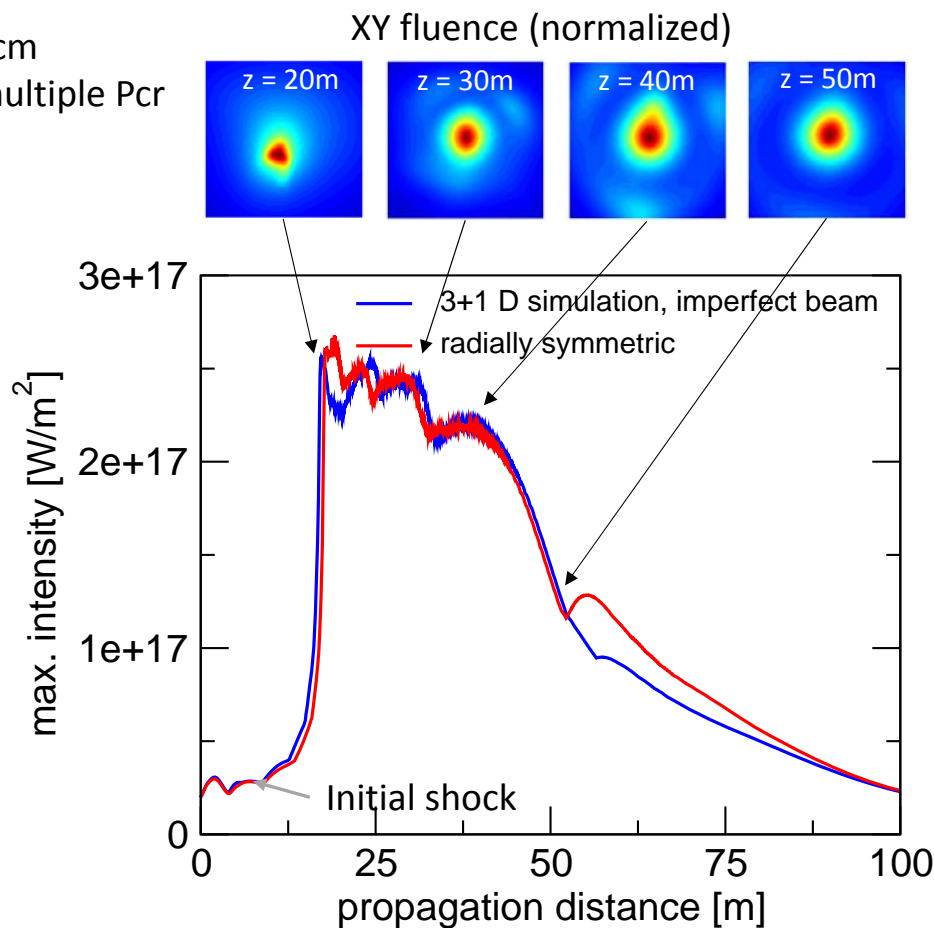 XY fluence (normalized)
cm
multiple Pcr
z = 20m
z = 30m
z = 40m
z = 50m
3e+17
2e+17
1e+17
0
max. intensity [W/m²]
3+1 D simulation, imperfect beam
radially symmetric
Initial shock
0 25 50 75 100
propagation distance [m]